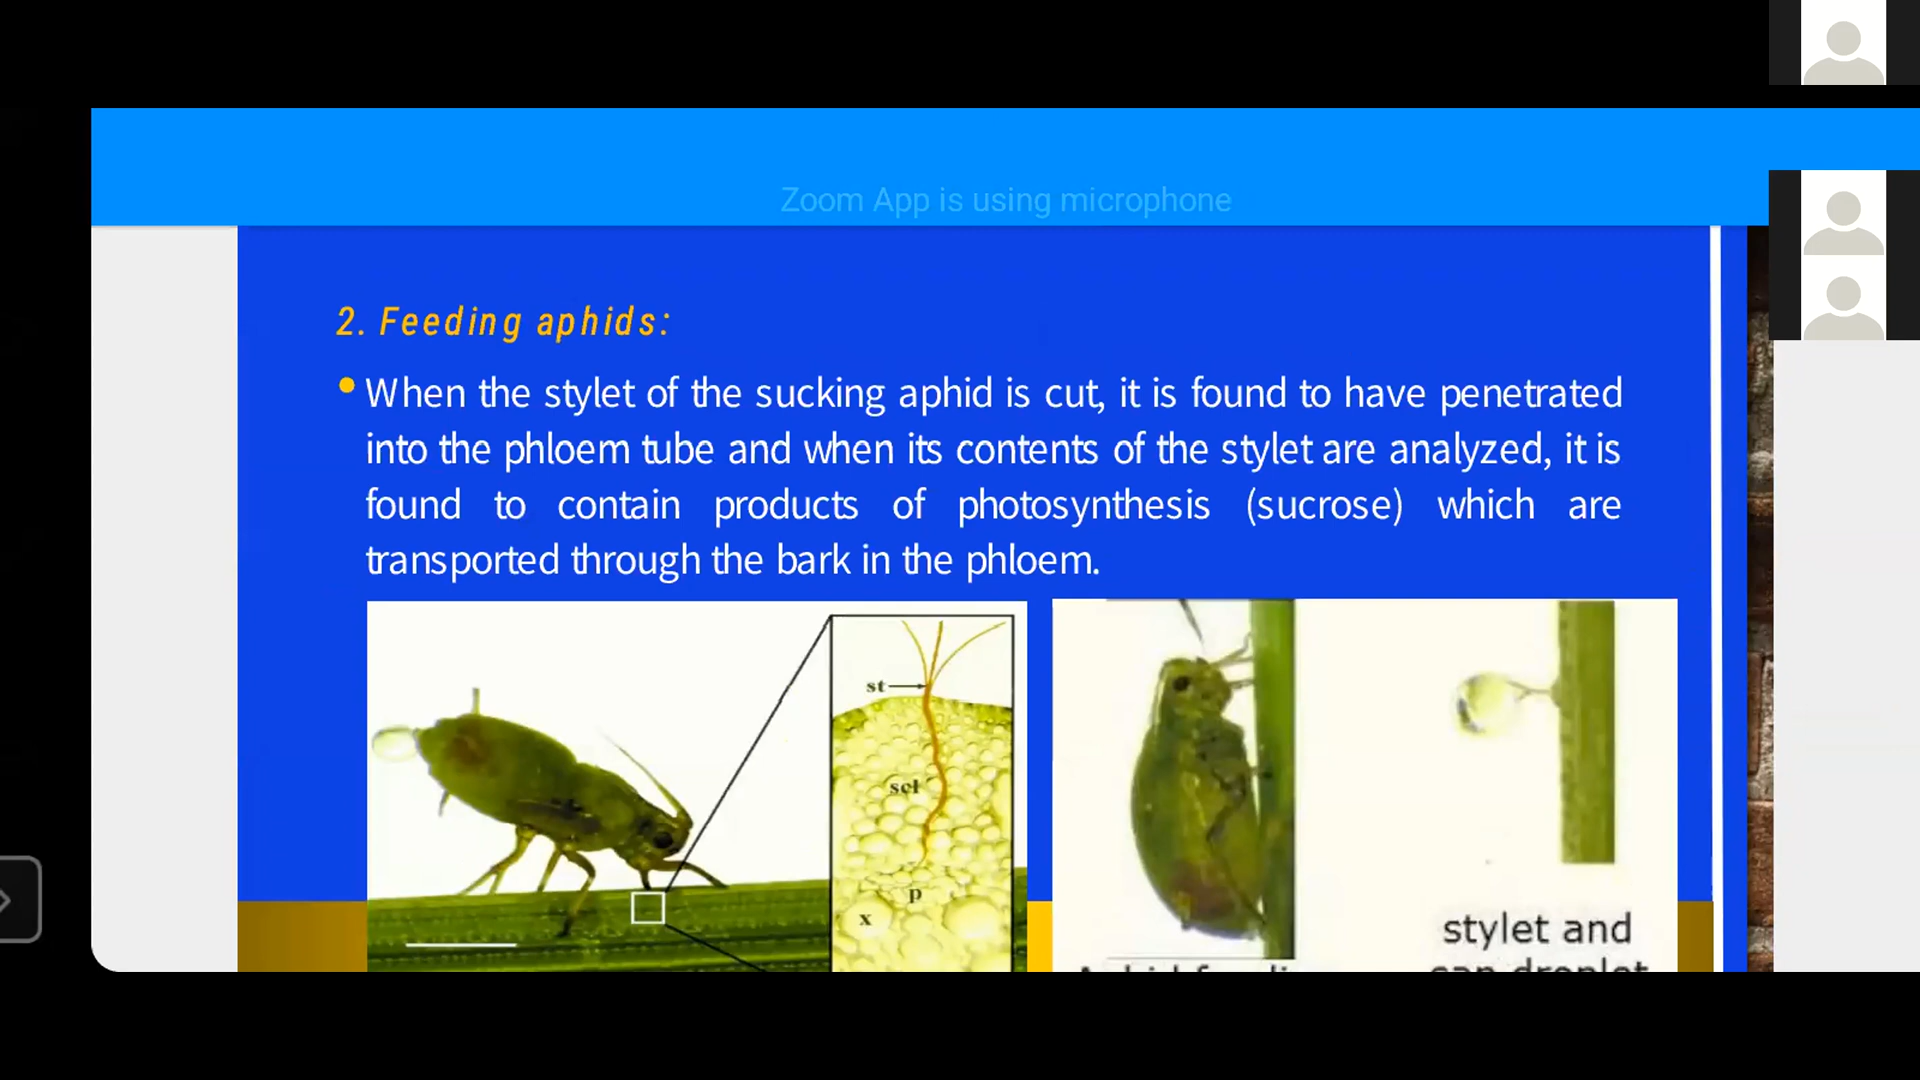 Zoom App is using microphone
2. Feeding aphids:
• When the stylet of the sucking aphid is cut, it is found to have penetrated
into the phloem tube and when its contents of the stylet are analyzed, it is
found to contain products of photosynthesis (sucrose) which are
transported through the bark in the phloem.
st
scl
p
x
stylet and